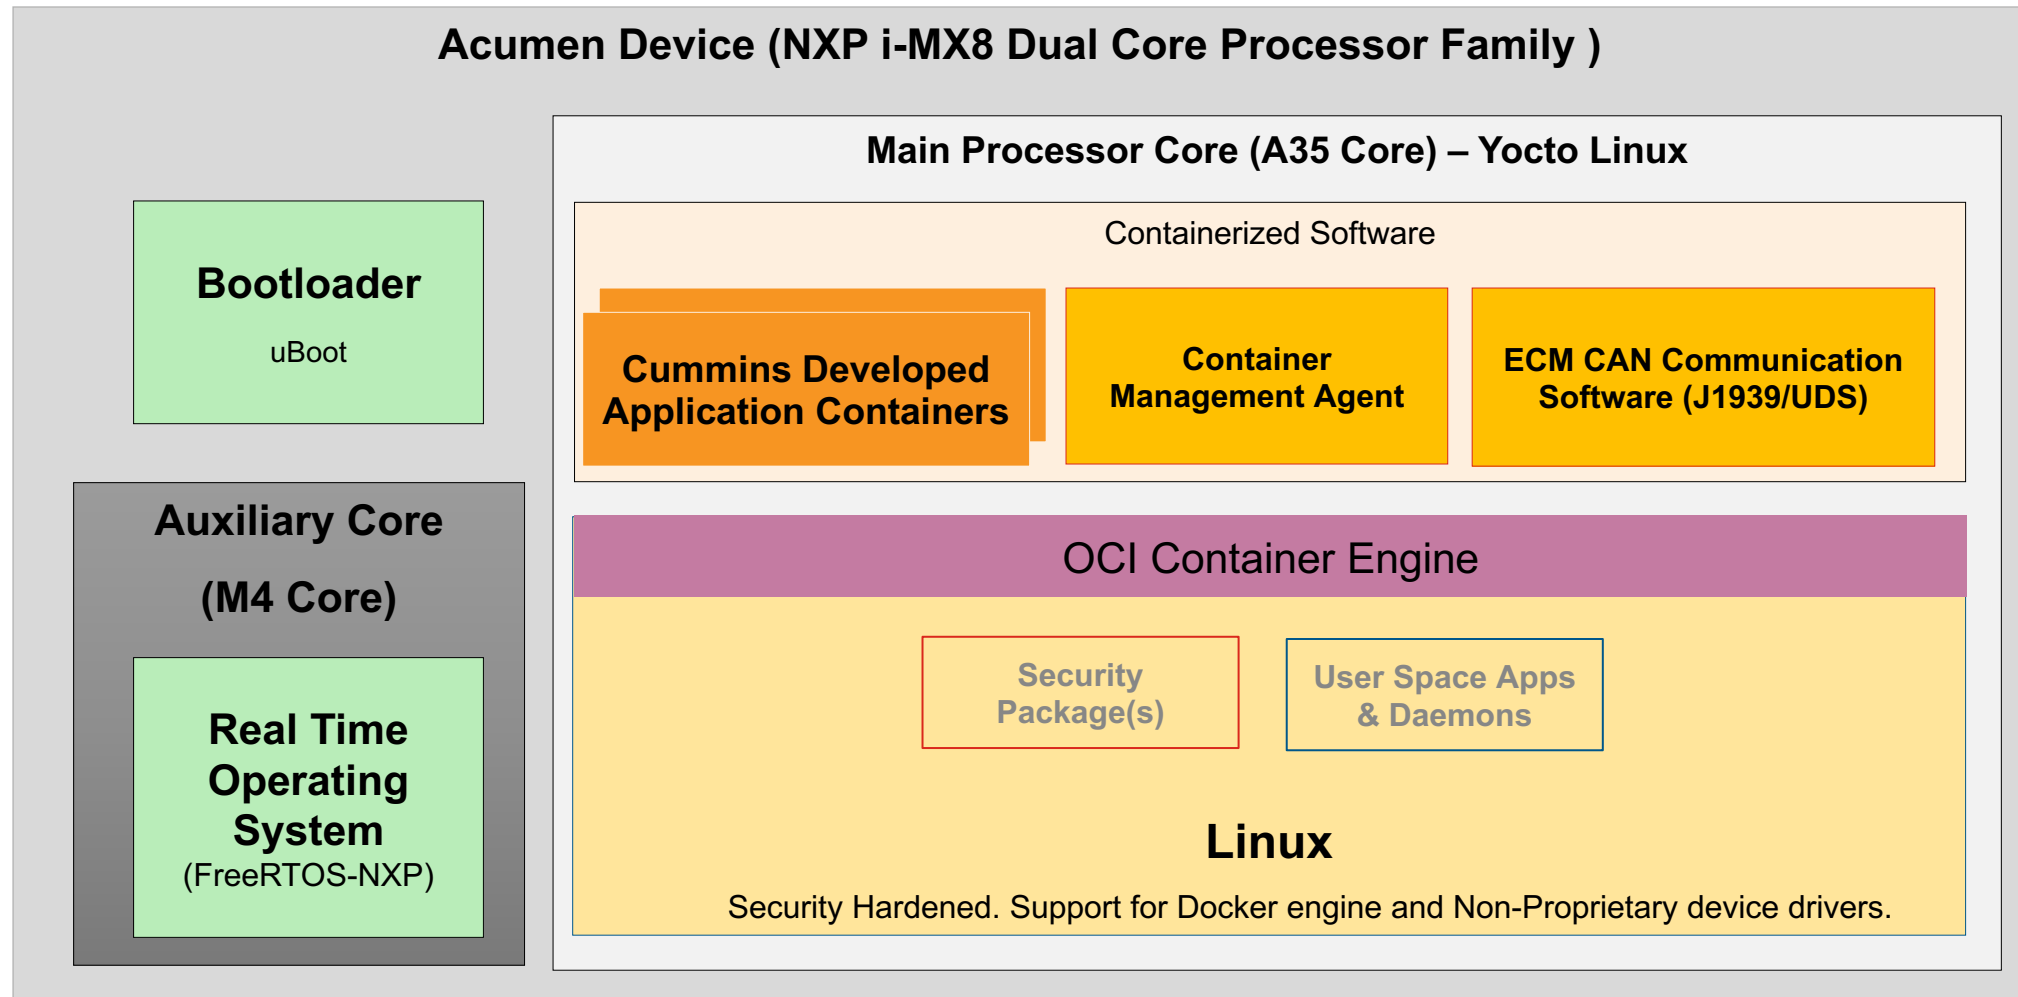 Acumen Device (NXP i-MX8 Dual Core Processor Family )
Main Processor Core (A35 Core) – Yocto Linux
Bootloader
uBoot
Containerized Software
Cummins Developed
Application Containers
Container
Management Agent
ECM CAN Communication
Software (J1939/UDS)
Auxiliary Core
(M4 Core)
Real Time
Operating
System
(FreeRTOS-NXP)
OCI Container Engine
Security
Package(s)
User Space Apps
& Daemons
Linux
Security Hardened. Support for Docker engine and Non-Proprietary device drivers.